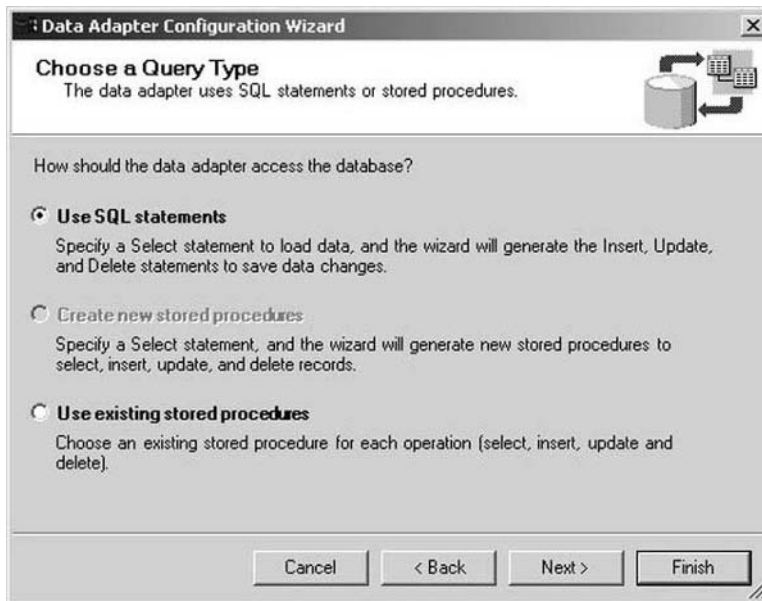 Data Adapter Configuration Wizard
Choose a Query Type
The data adapter uses SQL statements or stored procedures.
How should the data adapter access the database?
Use SQL statements
Specify a Select statement to load data, and the wizard will generate the Insert, Update,
and Delete statements to save data changes.
Create new stored procedures
Specify a Select statement, and the wizard will generate new stored procedures to
select, insert, update, and delete records.
Use existing stored procedures
Choose an existing stored procedure for each operation (select, insert, update and
delete).
Cancel < Back Next > Finish